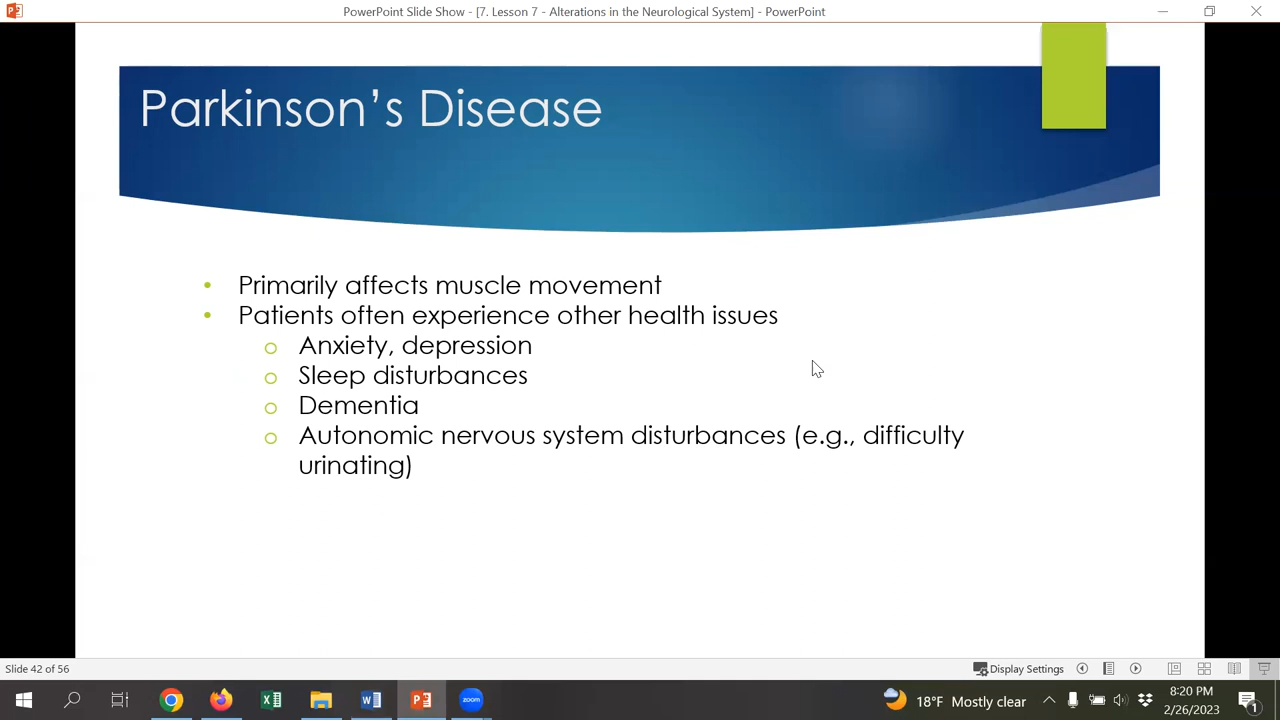 PowerPoint Slide Show - [7. Lesson 7 - Alterations in the Neurological System] - PowerPoint
Parkinson's Disease
• Primarily affects muscle movement
• Patients often experience other health issues
o Anxiety, depression
o Sleep disturbances
o Dementia
o Autonomic nervous system disturbances (e.g., difficulty
urinating)
Slide 42 of 56
Display Settings
zoom
18°F Mostly clear
8:20 PM
2/26/2023
1